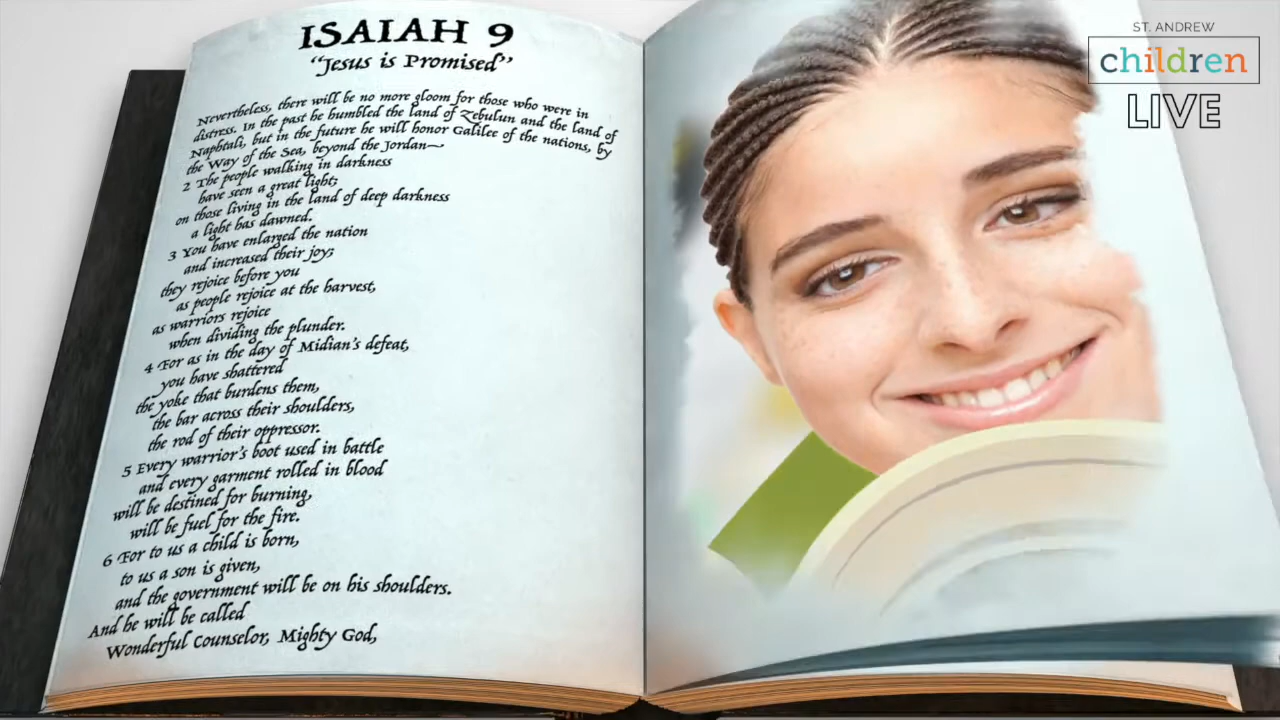 ISAIAH 9
“Jesus is Promised”
Nevertheless, there will be no more gloom for those who were in
distress. In the past he humbled the land of Zebulun and the land of
Naphtali, but in the future he will honor Galilee of the nations, by
the Way of the Sea, beyond the Jordan—
2 The people walking in darkness
have seen a great light;
on those living in the land of deep darkness
a light has dawned.
3 You have enlarged the nation
and increased their joy;
they rejoice before you
as people rejoice at the harvest,
as warriors rejoice
when dividing the plunder.
4 For as in the day of Midian’s defeat,
you have shattered
the yoke that burdens them,
the bar across their shoulders,
the rod of their oppressor.
5 Every warrior’s boot used in battle
and every garment rolled in blood
will be destined for burning,
will be fuel for the fire.
6 For to us a child is born,
to us a son is given,
and the government will be on his shoulders.
And he will be called
Wonderful Counselor, Mighty God,
ST. ANDREW
children
LIVE